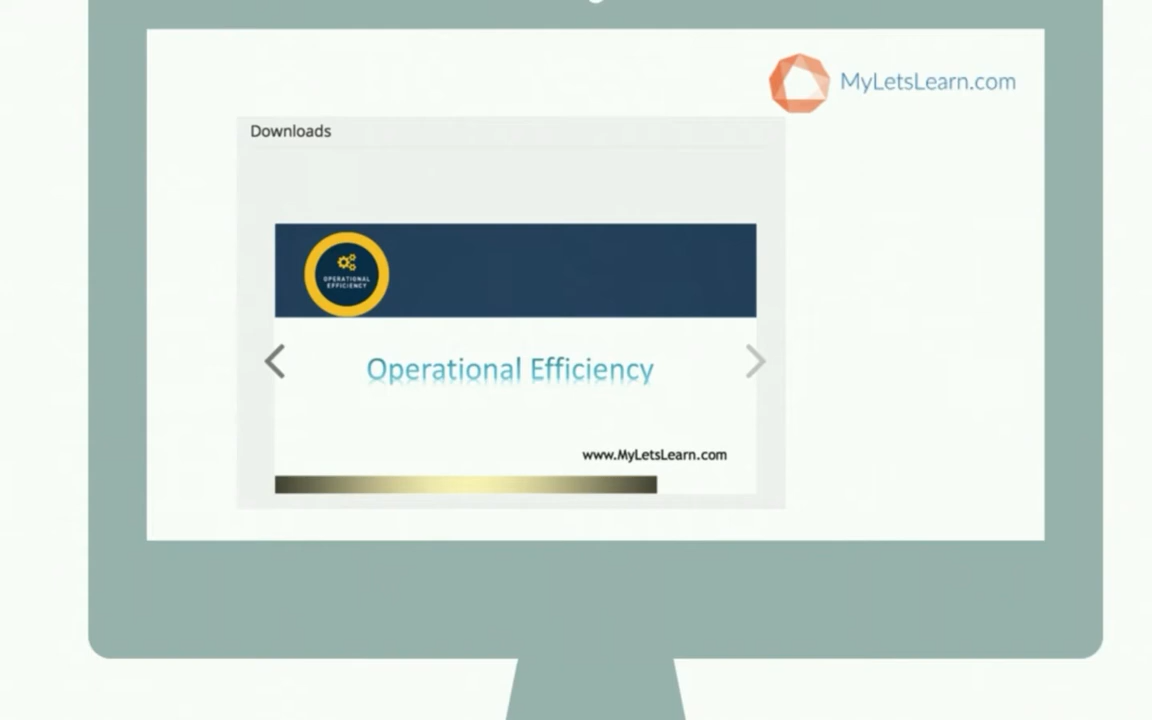 MyLetsLearn.com
Downloads
OPERATIONAL
EFFICIENCY
Operational Efficiency
www.MyLetsLearn.com